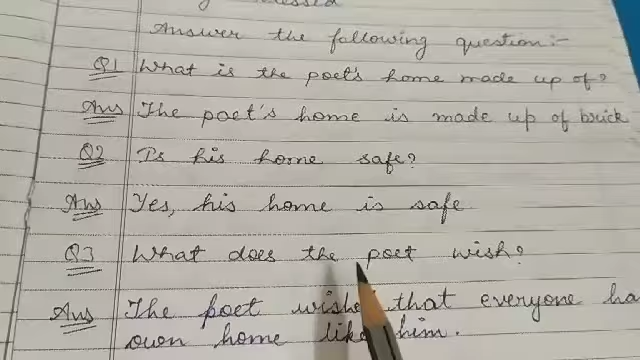 Answer the following question:-
Q1 What is the poet's home made up of?
Ans The poet's home is made up of brick
Q2 Is his home safe?
Ans Yes, his home is safe
Q3 What does the poet wish?
Ans The poet wishe that everyone ha
own home like him.